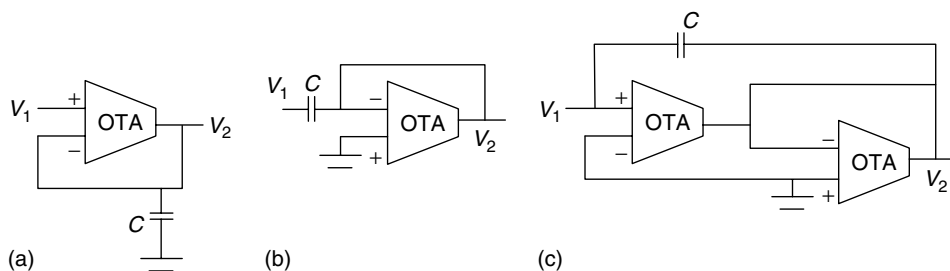 V1
+
−
OTA
V2
C
(a)
V1
C
−
+
OTA
V2
(b)
C
V1
+
−
OTA
−
+
OTA
V2
(c)